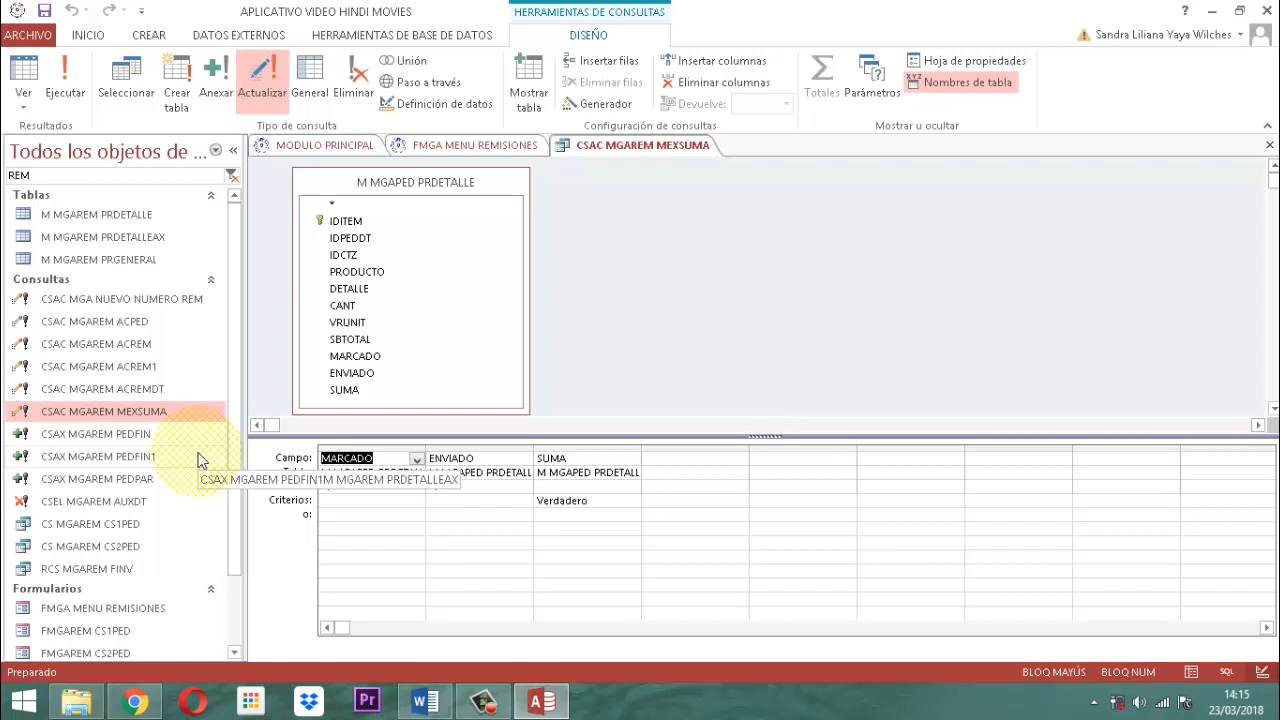 APLICATIVO VIDEO HINDI MOVIES
HERRAMIENTAS DE CONSULTAS
ARCHIVO INICIO CREAR DATOS EXTERNOS HERRAMIENTAS DE BASE DE DATOS DISEÑO
Sandra Liliana Yaya Wilches
Ver Ejecutar
Resultados
Seleccionar Crear tabla Anexar Actualizar General Eliminar
Unión
Paso a través
Definición de datos
Tipo de consulta
Mostrar tabla
Insertar filas
Eliminar filas
Generador
Insertar columnas
Eliminar columnas
Devuelve:
Configuración de consultas
Totales Parámetros
Hoja de propiedades
XYZ Nombres de tabla
Mostrar u ocultar
Todos los objetos de ...
REM
Tablas
M MGAREM PRDETALLE
M MGAREM PRDETALLEAX
M MGAREM PRGENERAL
Consultas
CSAC MGA NUEVO NUMERO REM
CSAC MGAREM ACPED
CSAC MGAREM ACREM
CSAC MGAREM ACREM1
CSAC MGAREM ACREMDT
CSAC MGAREM MEXSUMA
CSAX MGAREM PEDFIN
CSAX MGAREM PEDFIN1
CSAX MGAREM PEDPAR
CSEL MGAREM AUXDT
CS MGAREM CS1PED
CS MGAREM CS2PED
RCS MGAREM FINV
Formularios
FMGA MENU REMISIONES
FMGAREM CS1PED
FMGAREM CS2PED
CSAX MGAREM PEDFIN1M MGAREM PRDETALLEAX
MODULO PRINCIPAL FMGA MENU REMISIONES CSAC MGAREM MEXSUMA
M MGAPED PRDETALLE
*
IDITEM
IDPEDDT
IDCTZ
PRODUCTO
DETALLE
CANT
VRUNIT
SBTOTAL
MARCADO
ENVIADO
SUMA
Campo: MARCADO ENVIADO SUMA
M MGAPED PRDETALL
Criterios: Verdadero
o:
Preparado
BLOQ MAYÚS BLOQ NUM SQL
Pr
14:15
23/03/2018